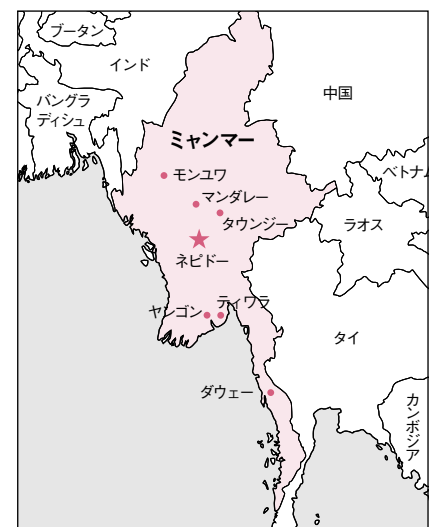 ブータン
インド
中国
バングラ
ディシュ
ミャンマー
ベトナム
モンユワ
マンダレー
タウンジー
ラオス
ネピドー
ヤンゴン
ティワラ
タイ
ダウェー
カンボジア